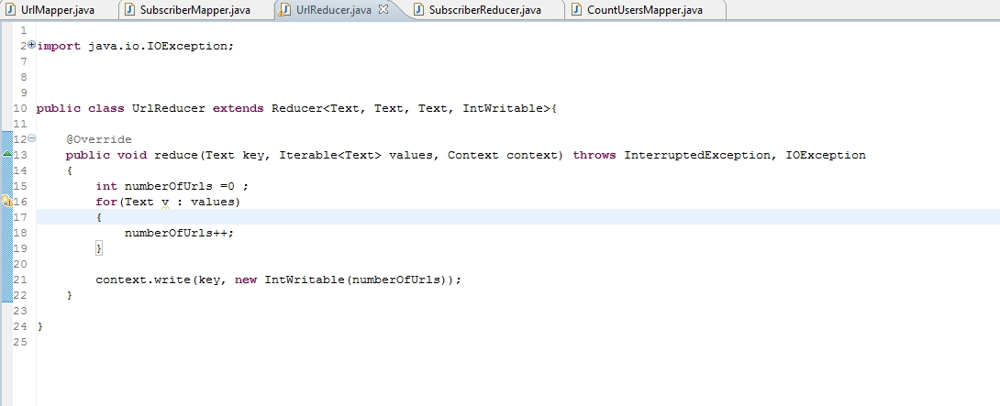 UrlMapper.java SubscriberMapper.java UrlReducer.java SubscriberReducer.java CountUsersMapper.java
1
2 import java.io.IOException;
7
8
9
10 public class UrlReducer extends Reducer<Text, Text, Text, IntWritable>{
11
12 @Override
13 public void reduce(Text key, Iterable<Text> values, Context context) throws InterruptedException, IOException
14 {
15 int numberOfUrls =0 ;
16 for(Text v : values)
17 {
18 numberOfUrls++;
19 }
20
21 context.write(key, new IntWritable(numberOfUrls));
22 }
23
24 }
25